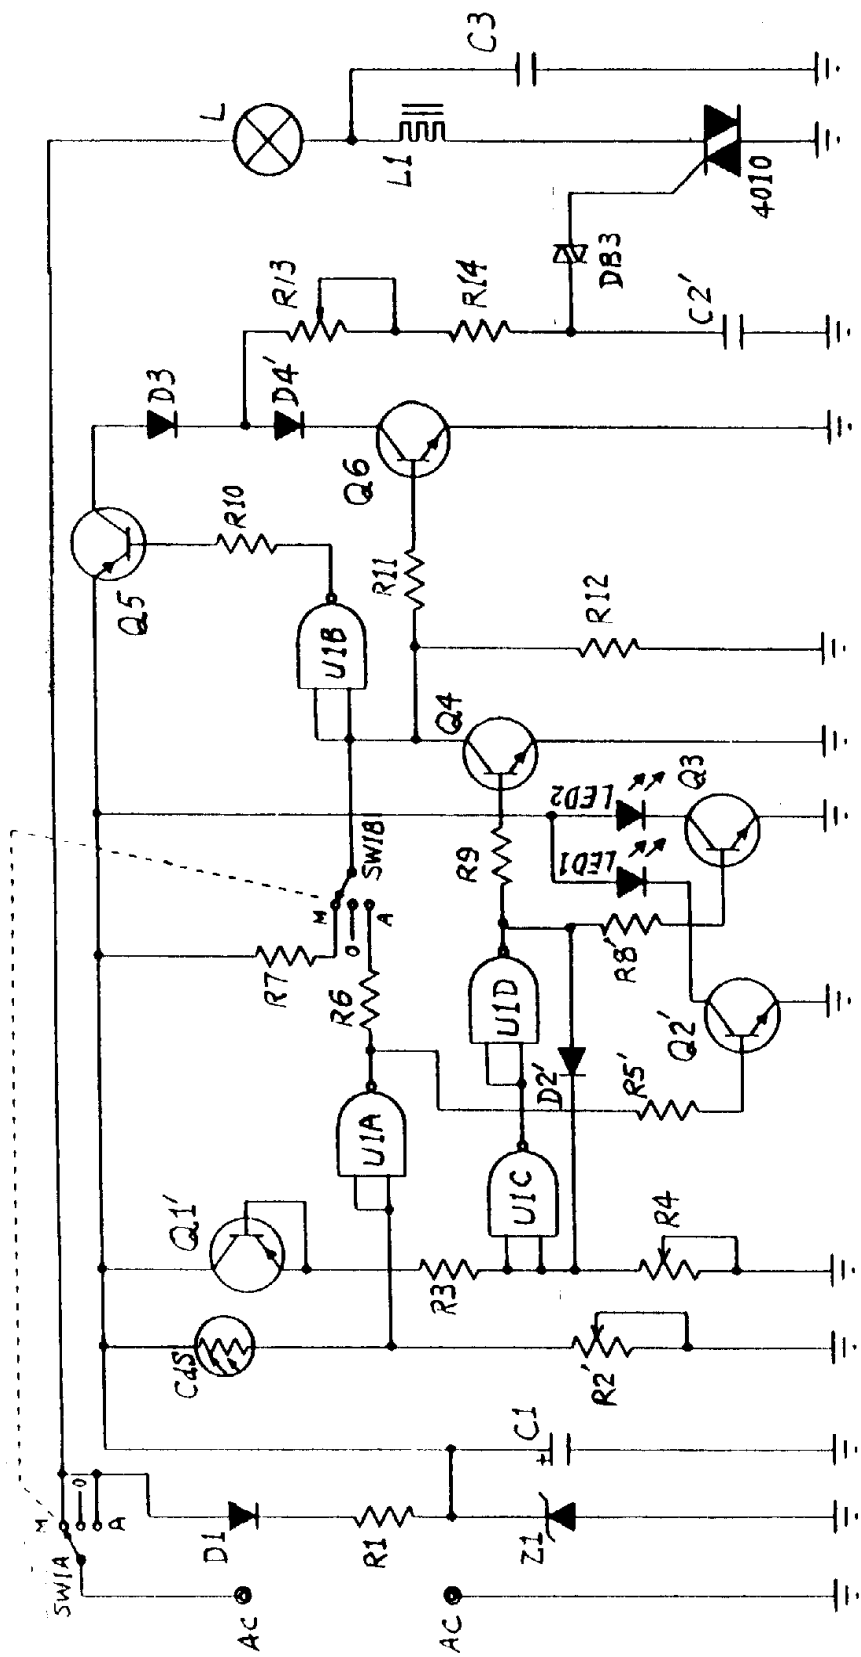 SW1A
M
O
A
AC
AC
D1
R1
Z1
C1
CdS
R2'
Q1'
R3
R4
U1A
U1C
D2'
U1D
R5'
Q2'
R6
R7
M
O
A
SW1B
R8'
R9
LED1
LED2
Q3
Q4
U1B
R12
R11
R10
Q5
Q6
D3
D4'
R13
R14
C2'
DB3
4010
L
L1
C3